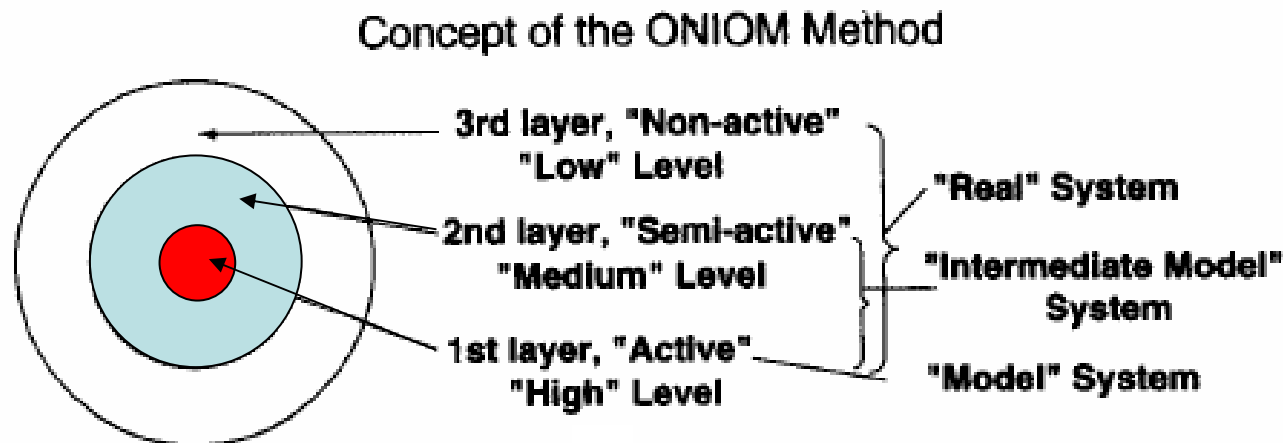 Concept of the ONIOM Method
3rd layer, "Non-active"
"Low" Level
2nd layer, "Semi-active"
"Medium" Level
1st layer, "Active"
"High" Level
"Real" System
"Intermediate Model"
System
"Model" System